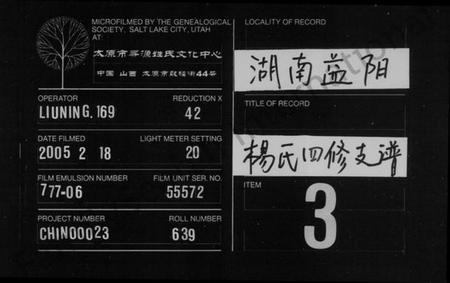 MICROFILMED BY THE GENEALOGICAL
SOCIETY, SALT LAKE CITY, UTAH
AT:
太原市寻源姓氏文化中心
中国 山西 太原市
44号
OPERATOR
REDUCTION X
LIUNING. 169
42
DATE FILMED
LIGHT METER SETTING
2005 2 18
20
FILM EMULSION NUMBER
FILM UNIT SER. NO.
777-06
55572
PROJECT NUMBER
ROLL NUMBER
CHIN00023
639
LOCALITY OF RECORD
湖南益阳
TITLE OF RECORD
杨氏四修支谱
ITEM
3